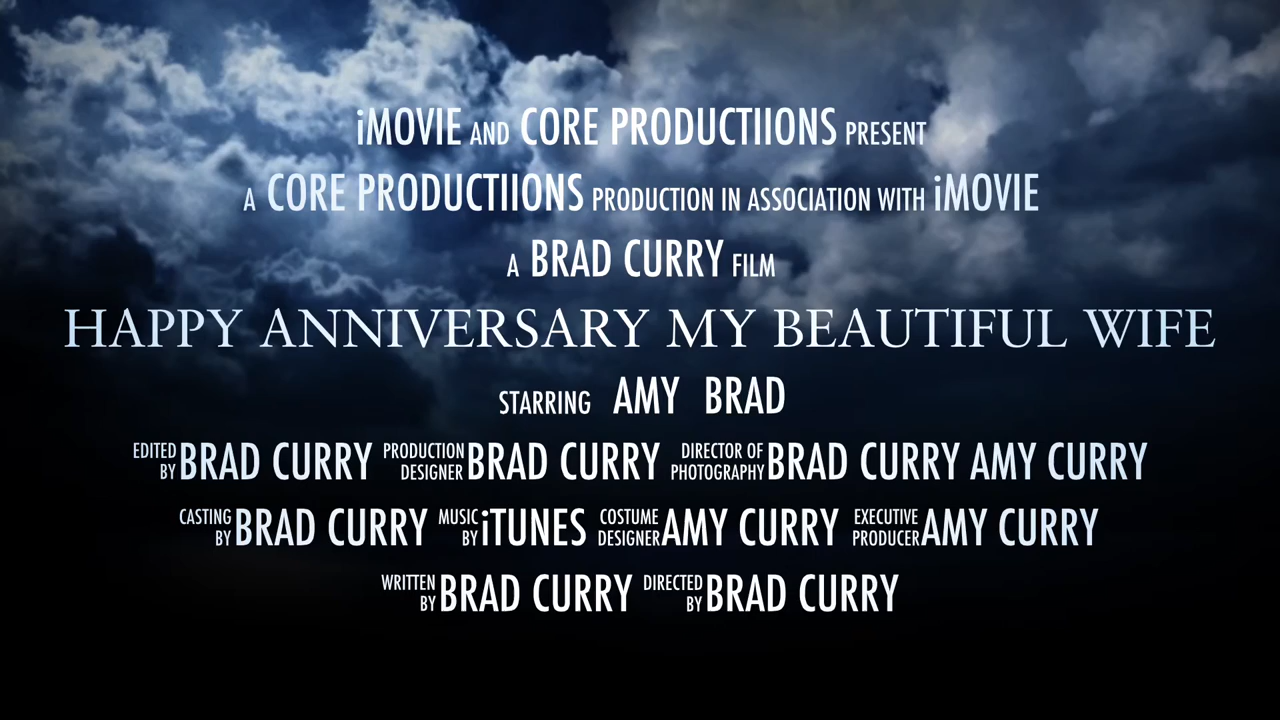 iMOVIE AND CORE PRODUCTIIONS PRESENT
A CORE PRODUCTIIONS PRODUCTION IN ASSOCIATION WITH iMOVIE
A BRAD CURRY FILM
HAPPY ANNIVERSARY MY BEAUTIFUL WIFE
STARRING AMY BRAD
EDITED BY BRAD CURRY PRODUCTION DESIGNER BRAD CURRY DIRECTOR OF PHOTOGRAPHY BRAD CURRY AMY CURRY
CASTING BY BRAD CURRY MUSIC BY iTUNES COSTUME DESIGNER AMY CURRY EXECUTIVE PRODUCER AMY CURRY
WRITTEN BY BRAD CURRY DIRECTED BY BRAD CURRY